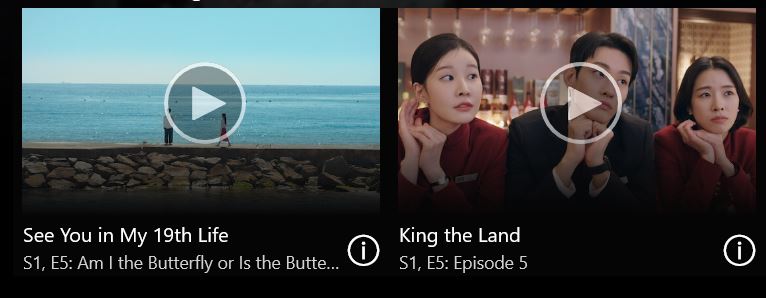 See You in My 19th Life
S1, E5: Am I the Butterfly or Is the Butte...
King the Land
S1, E5: Episode 5